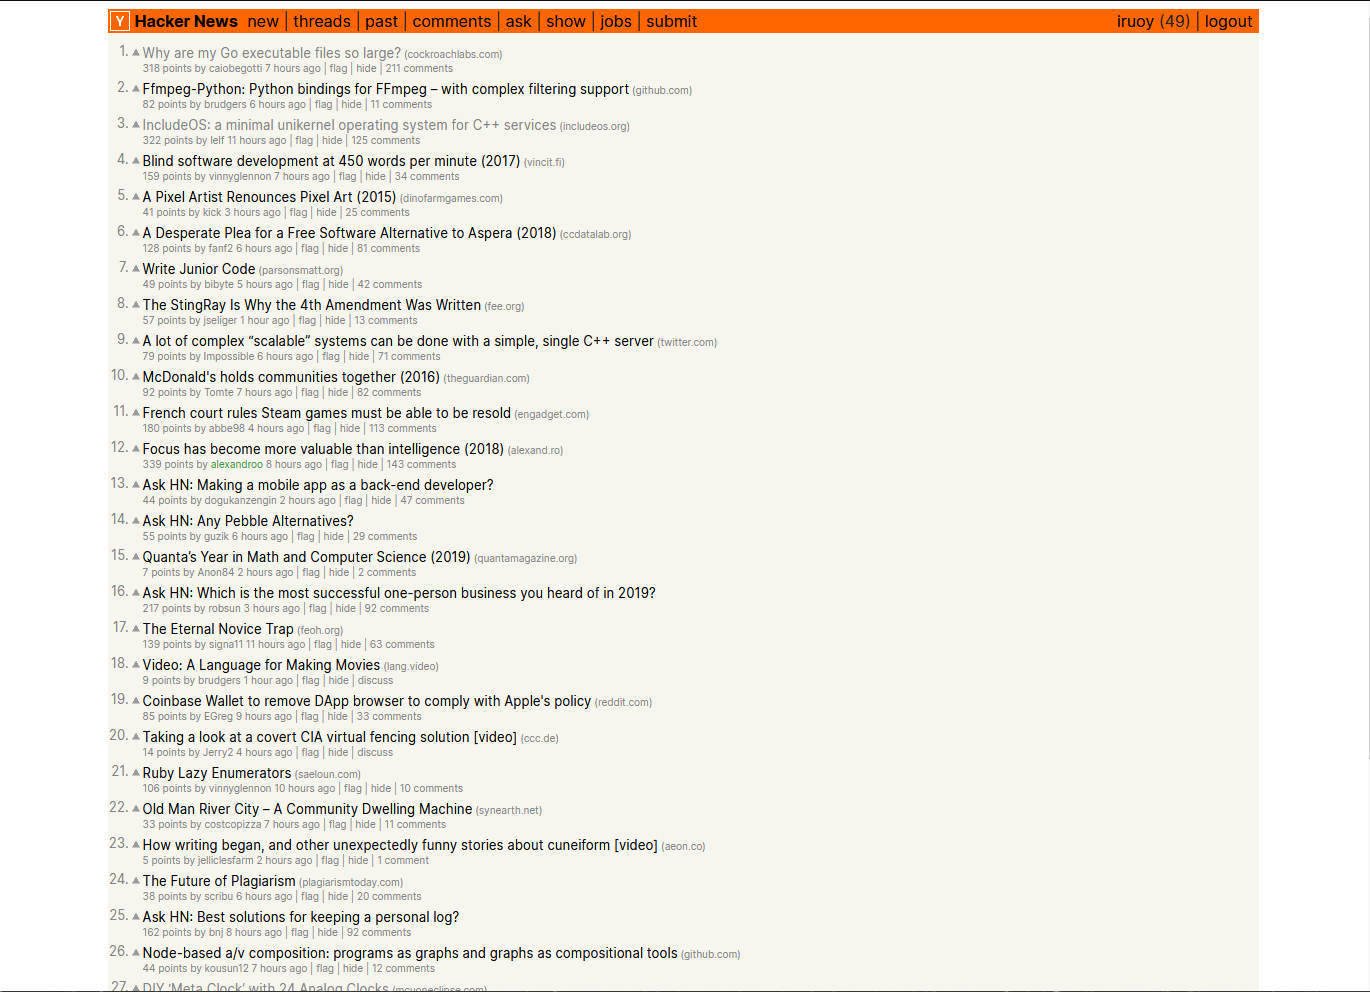 Y Hacker News new | threads | past | comments | ask | show | jobs | submit iruoy (49) | logout
1. Why are my Go executable files so large? (cockroachlabs.com)
318 points by caiobegotti 7 hours ago | flag | hide | 211 comments
2. Ffmpeg-Python: Python bindings for FFmpeg – with complex filtering support (github.com)
82 points by brudgers 6 hours ago | flag | hide | 11 comments
3. IncludeOS: a minimal unikernel operating system for C++ services (includeos.org)
322 points by lelf 11 hours ago | flag | hide | 125 comments
4. Blind software development at 450 words per minute (2017) (vincit.fi)
159 points by vinnyglennon 7 hours ago | flag | hide | 34 comments
5. A Pixel Artist Renounces Pixel Art (2015) (dinofarmgames.com)
41 points by kick 3 hours ago | flag | hide | 25 comments
6. A Desperate Plea for a Free Software Alternative to Aspera (2018) (ccdatalab.org)
128 points by fanf2 6 hours ago | flag | hide | 81 comments
7. Write Junior Code (parsonsmatt.org)
49 points by bibyte 5 hours ago | flag | hide | 42 comments
8. The StingRay Is Why the 4th Amendment Was Written (fee.org)
57 points by jseliger 1 hour ago | flag | hide | 13 comments
9. A lot of complex “scalable” systems can be done with a simple, single C++ server (twitter.com)
79 points by Impossible 6 hours ago | flag | hide | 71 comments
10. McDonald's holds communities together (2016) (theguardian.com)
92 points by Tomte 7 hours ago | flag | hide | 82 comments
11. French court rules Steam games must be able to be resold (engadget.com)
180 points by abbe98 4 hours ago | flag | hide | 113 comments
12. Focus has become more valuable than intelligence (2018) (alexand.ro)
339 points by alexandroo 8 hours ago | flag | hide | 143 comments
13. Ask HN: Making a mobile app as a back-end developer?
44 points by dogukanzengin 2 hours ago | flag | hide | 47 comments
14. Ask HN: Any Pebble Alternatives?
55 points by guzik 6 hours ago | flag | hide | 29 comments
15. Quanta’s Year in Math and Computer Science (2019) (quantamagazine.org)
7 points by Anon84 2 hours ago | flag | hide | 2 comments
16. Ask HN: Which is the most successful one-person business you heard of in 2019?
217 points by robsun 3 hours ago | flag | hide | 92 comments
17. The Eternal Novice Trap (feoh.org)
139 points by signa11 11 hours ago | flag | hide | 63 comments
18. Video: A Language for Making Movies (lang.video)
9 points by brudgers 1 hour ago | flag | hide | discuss
19. Coinbase Wallet to remove DApp browser to comply with Apple's policy (reddit.com)
85 points by EGreg 9 hours ago | flag | hide | 33 comments
20. Taking a look at a covert CIA virtual fencing solution [video] (ccc.de)
14 points by Jerry2 4 hours ago | flag | hide | discuss
21. Ruby Lazy Enumerators (saeloun.com)
106 points by vinnyglennon 10 hours ago | flag | hide | 10 comments
22. Old Man River City – A Community Dwelling Machine (synearth.net)
33 points by costcopizza 7 hours ago | flag | hide | 11 comments
23. How writing began, and other unexpectedly funny stories about cuneiform [video] (aeon.co)
5 points by jelliclesfarm 2 hours ago | flag | hide | 1 comment
24. The Future of Plagiarism (plagiarismtoday.com)
38 points by scribu 6 hours ago | flag | hide | 20 comments
25. Ask HN: Best solutions for keeping a personal log?
162 points by bnj 8 hours ago | flag | hide | 92 comments
26. Node-based a/v composition: programs as graphs and graphs as compositional tools (github.com)
44 points by kousun12 7 hours ago | flag | hide | 12 comments
27. DIY ‘Meta Clock’ with 24 Analog Clocks (mcuoneclipse.com)